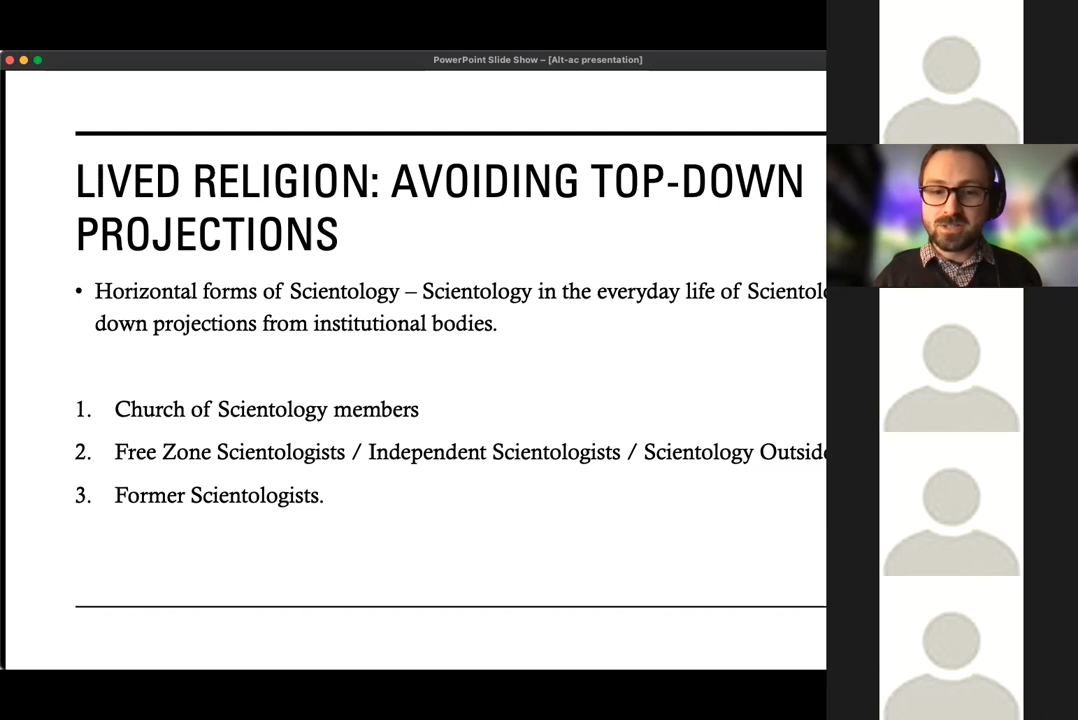 PowerPoint Slide Show – [Alt-ac presentation]
LIVED RELIGION: AVOIDING TOP-DOWN
PROJECTIONS
• Horizontal forms of Scientology – Scientology in the everyday life of
down projections from institutional bodies.
1. Church of Scientology members
2. Free Zone Scientologists / Independent Scientologists / Scientology
3. Former Scientologists.